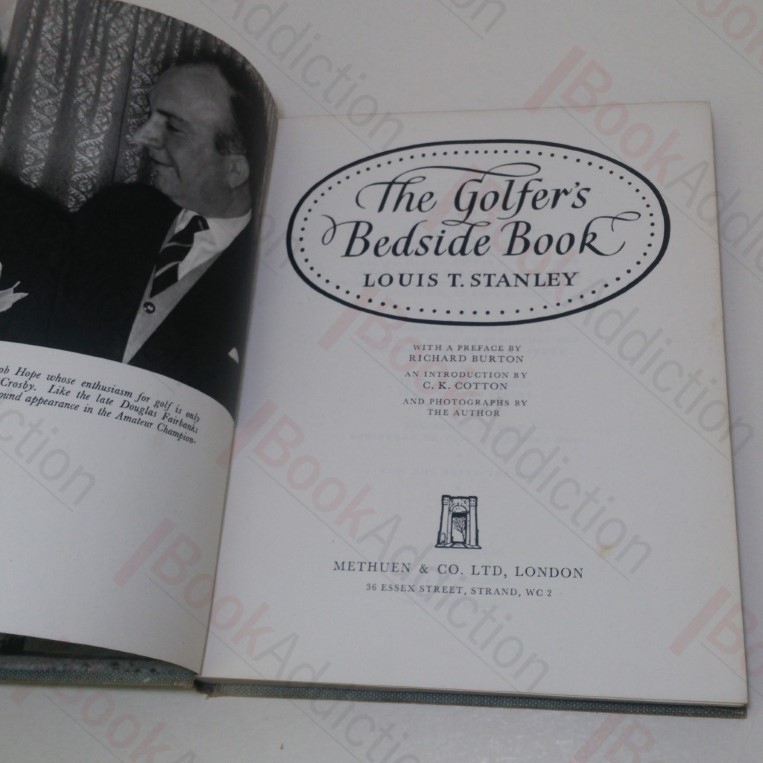 ob Hope whose enthusiasm for golf is only
Crosby. Like the late Douglas Fairbanks
ound appearance in the Amateur Champion-
The Golfer's
Bedside Book
LOUIS T. STANLEY
WITH A PREFACE BY
RICHARD BURTON
AN INTRODUCTION BY
C. K. COTTON
AND PHOTOGRAPHS BY
THE AUTHOR
METHUEN & CO. LTD, LONDON
36 ESSEX STREET, STRAND, WC 2
BookAddiction